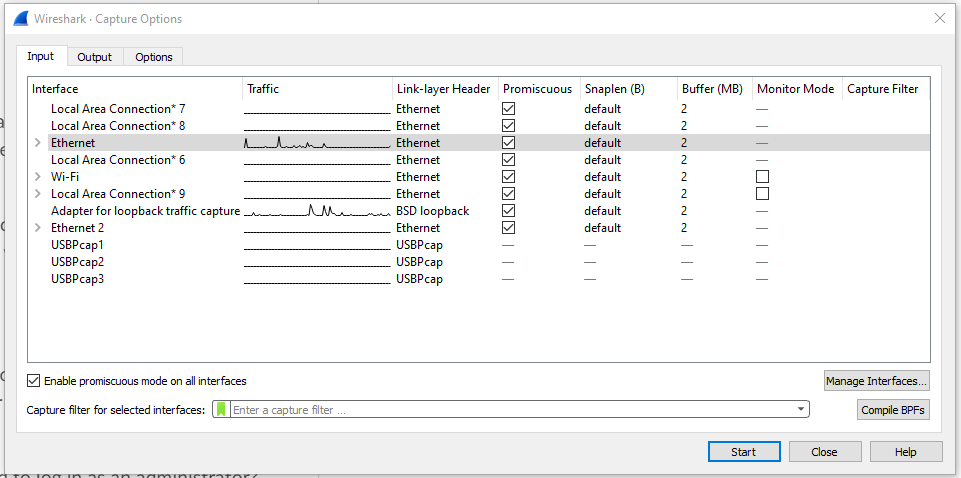 Wireshark · Capture Options
Input Output Options
Interface Traffic Link-layer Header Promiscuous Snaplen (B) Buffer (MB) Monitor Mode Capture Filter
Local Area Connection* 7 Ethernet default 2 —
Local Area Connection* 8 Ethernet default 2 —
Ethernet Ethernet default 2 —
Local Area Connection* 6 Ethernet default 2 —
Wi-Fi Ethernet default 2
Local Area Connection* 9 Ethernet default 2
Adapter for loopback traffic capture BSD loopback default 2 —
Ethernet 2 Ethernet default 2 —
USBPcap1 USBPcap — — — —
USBPcap2 USBPcap — — — —
USBPcap3 USBPcap — — — —
Enable promiscuous mode on all interfaces
Manage Interfaces...
Capture filter for selected interfaces: Enter a capture filter ...
Compile BPFs
Start Close Help
to log in as an administrator?